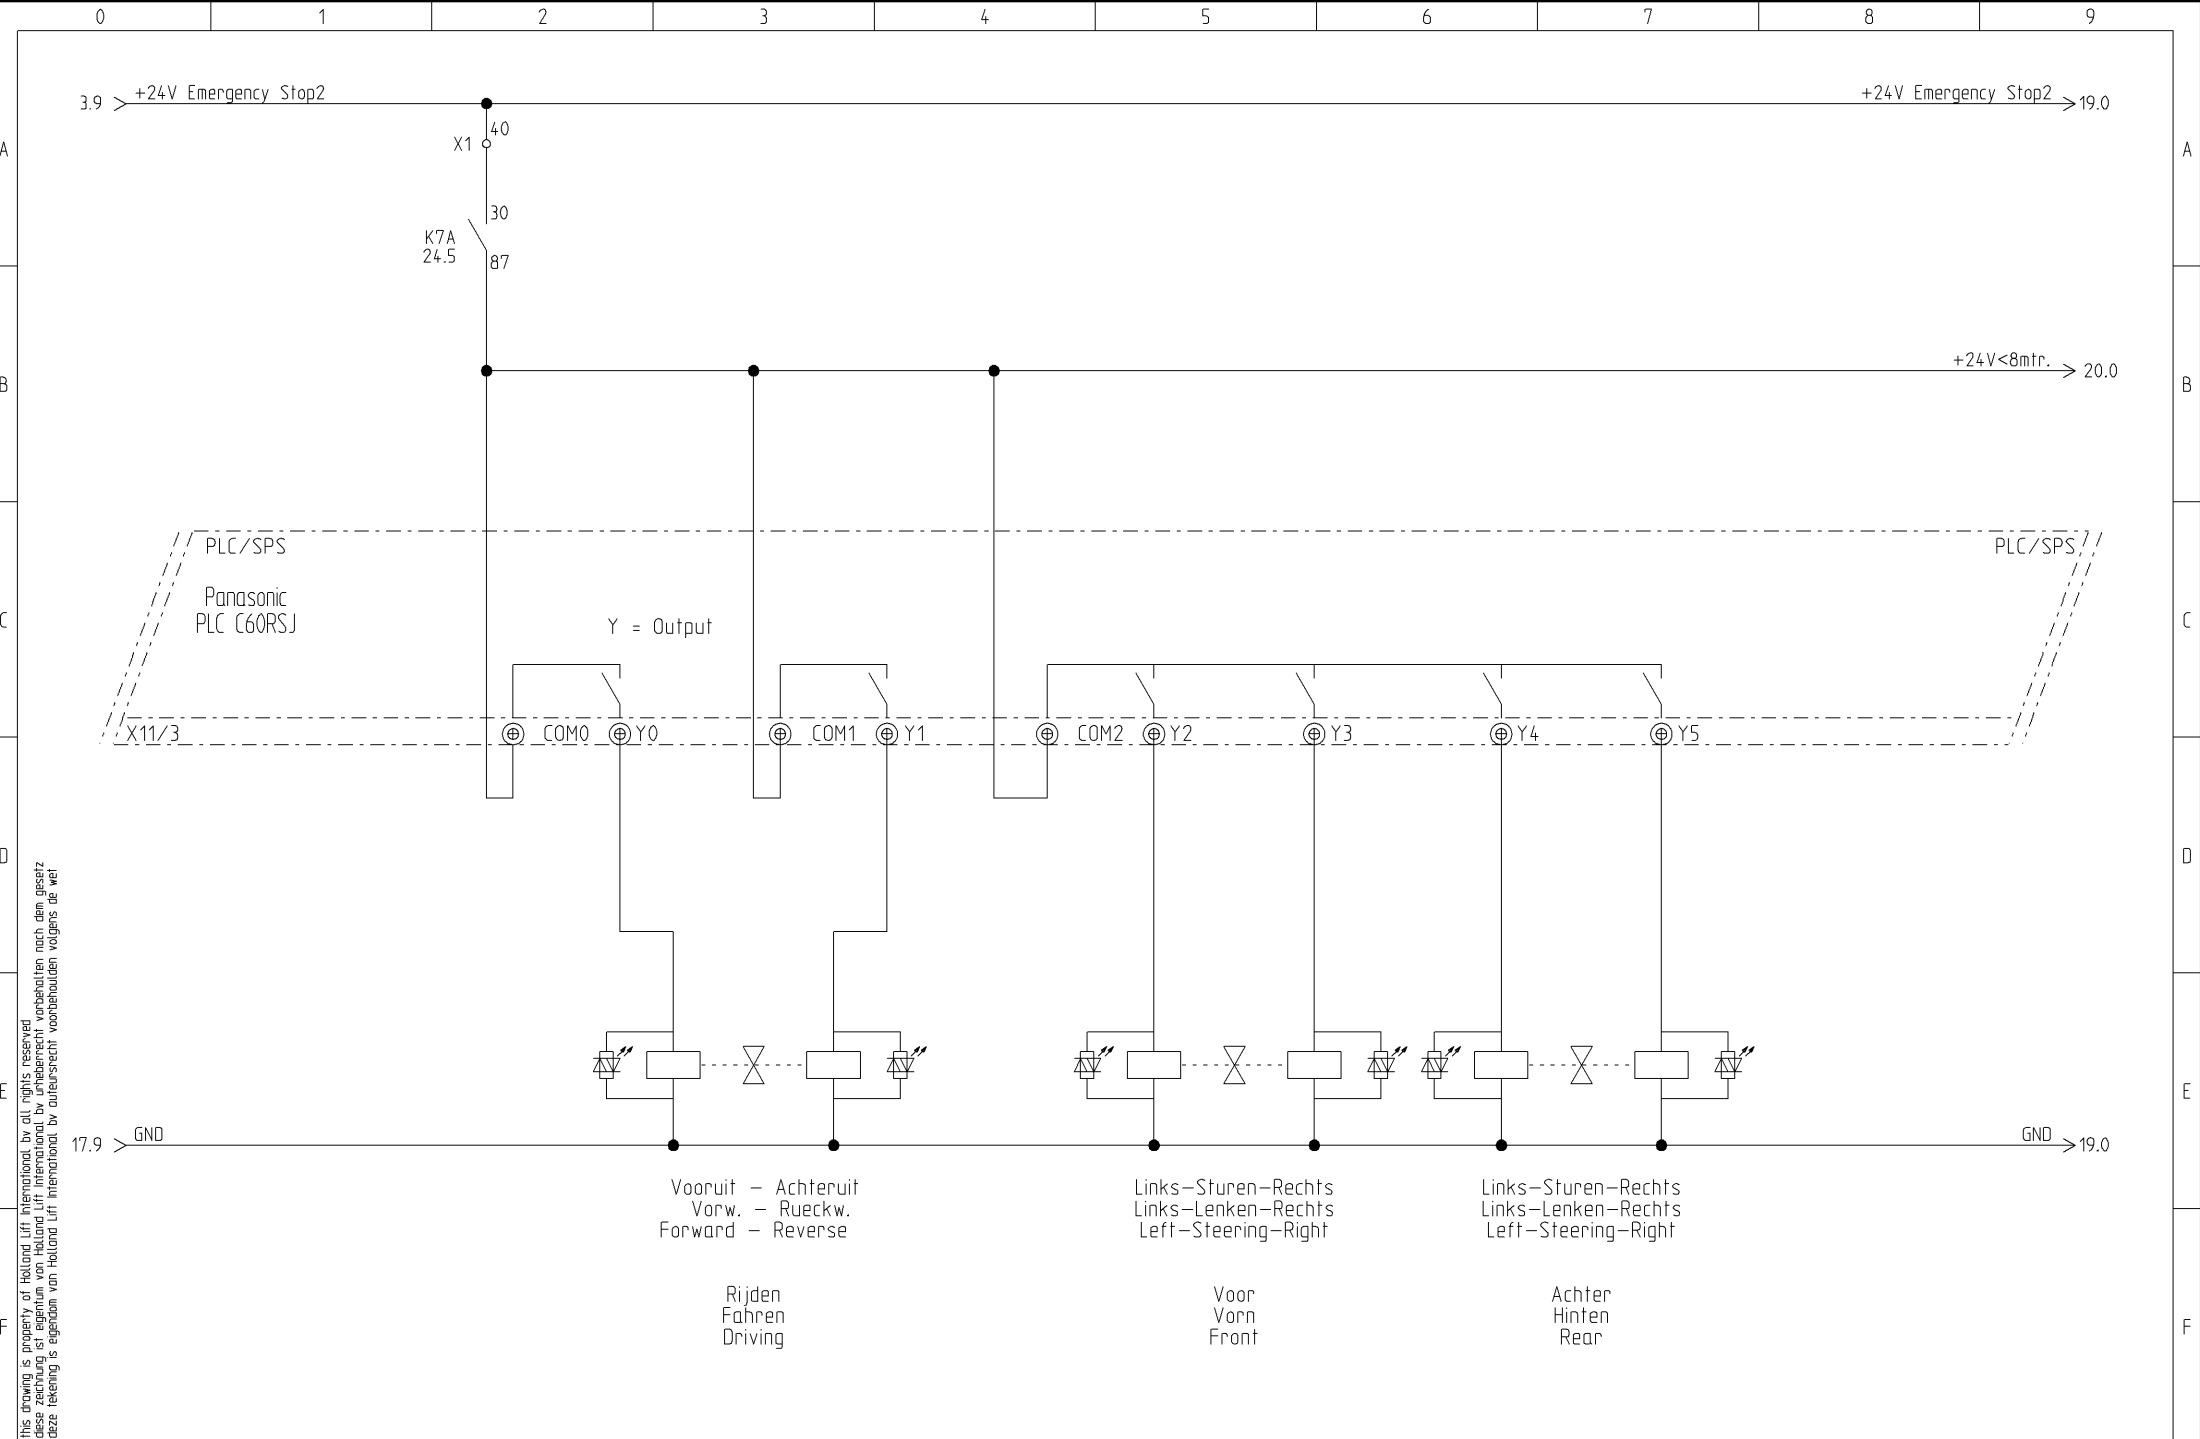 0 1 2 3 4 5 6 7 8 9
3.9 +24V Emergency Stop2 +24V Emergency Stop2 19.0
40
A X1 A
30
K7A
24.5
87
+24V<8mtr. 20.0
B B
PLC/SPS PLC/SPS
Panasonic
PLC C60RSJ
C Y = Output C
X11/3 COM0 Y0 COM1 Y1 COM2 Y2 Y3 Y4 Y5
D D
E E
17.9 GND GND 19.0
Vooruit - Achteruit Links-Sturen-Rechts Links-Sturen-Rechts
Vorw. - Rueckw. Links-Lenken-Rechts Links-Lenken-Rechts
Forward - Reverse Left-Steering-Right Left-Steering-Right
Rijden Voor Achter
Fahren Vorn Hinten
Driving Front Rear
F F
this drawing is property of Holland Lift International bv all rights reserved
diese zeichnung ist eigentum von Holland Lift International bv urheberrecht vorbehalten nach dem gesetz
deze tekening is eigendom van Holland Lift International bv auteursrecht voorbehoulden volgens de wet